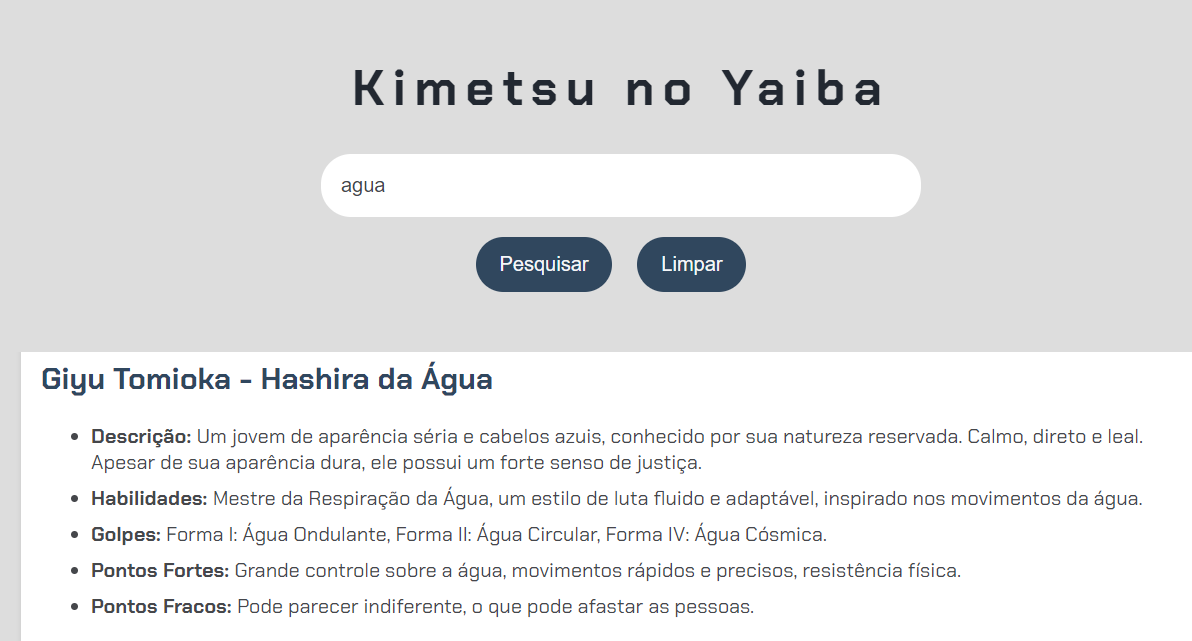 Kimetsu no Yaiba
agua
Pesquisar Limpar
Giyu Tomioka - Hashira da Água
Descrição: Um jovem de aparência séria e cabelos azuis, conhecido por sua natureza reservada. Calmo, direto e leal.
Apesar de sua aparência dura, ele possui um forte senso de justiça.
Habilidades: Mestre da Respiração da Água, um estilo de luta fluido e adaptável, inspirado nos movimentos da água.
Golpes: Forma I: Água Ondulante, Forma II: Água Circular, Forma IV: Água Cósmica.
Pontos Fortes: Grande controle sobre a água, movimentos rápidos e precisos, resistência física.
Pontos Fracos: Pode parecer indiferente, o que pode afastar as pessoas.